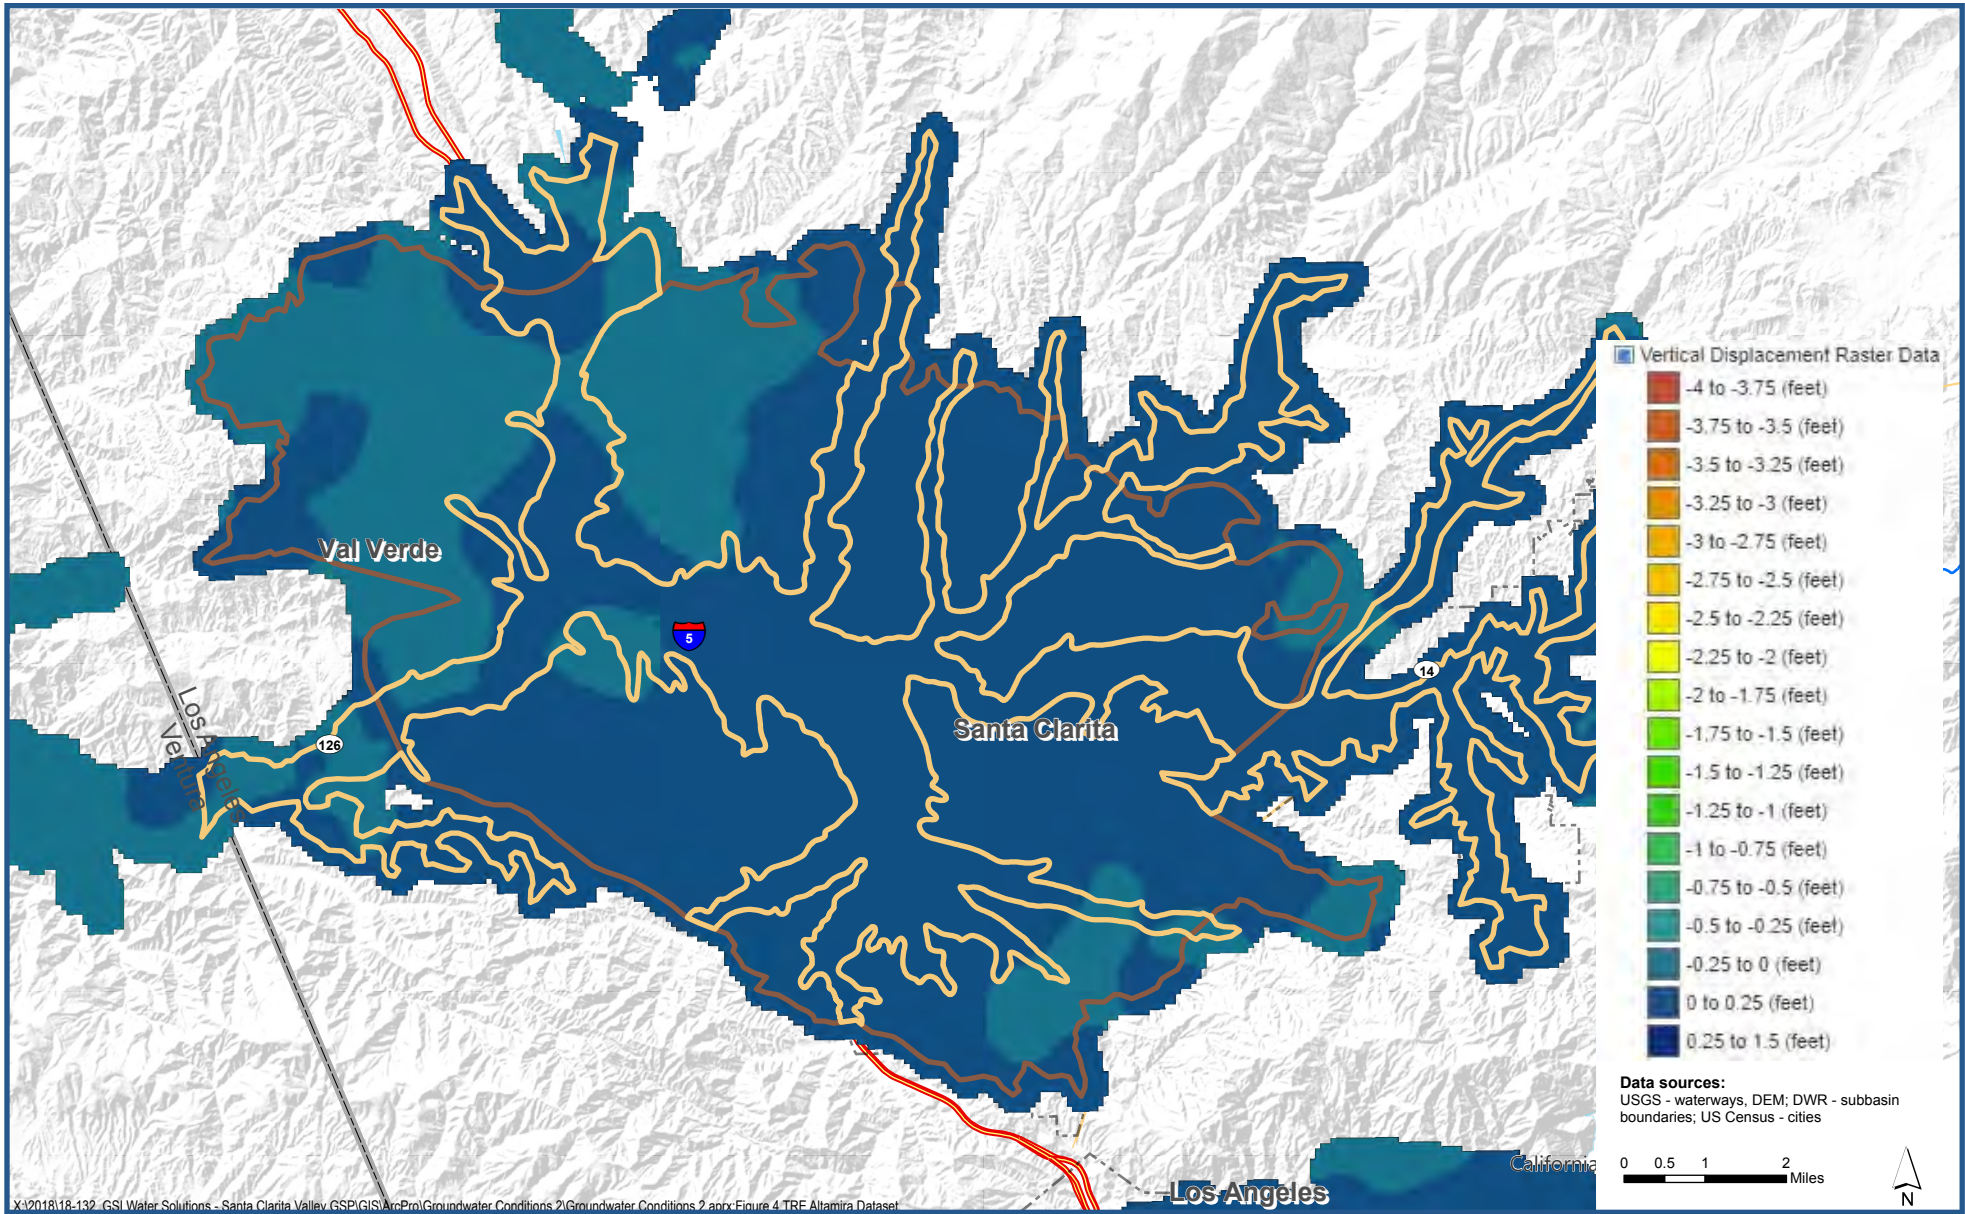 Vertical Displacement Raster Data
-4 to -3.75 (feet)
-3.75 to -3.5 (feet)
-3.5 to -3.25 (feet)
-3.25 to -3 (feet)
-3 to -2.75 (feet)
-2.75 to -2.5 (feet)
-2.5 to -2.25 (feet)
-2.25 to -2 (feet)
-2 to -1.75 (feet)
-1.75 to -1.5 (feet)
-1.5 to -1.25 (feet)
-1.25 to -1 (feet)
-1 to -0.75 (feet)
-0.75 to -0.5 (feet)
-0.5 to -0.25 (feet)
-0.25 to 0 (feet)
0 to 0.25 (feet)
0.25 to 1.5 (feet)
Val Verde
5
14
Santa Clarita
126
Los Angeles
Ventura
Data sources:
USGS - waterways, DEM; DWR - subbasin
boundaries; US Census - cities
0 0.5 1 2
Miles
N
California
Los Angeles
X:\2018\18-132_GSI Water Solutions - Santa Clarita Valley GSP\GIS\ArcPro\Groundwater Conditions 2\Groundwater Conditions 2.aprx:Figure 4 TRE Altamira Dataset